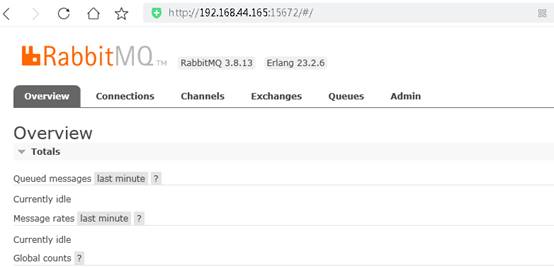 http://192.168.44.165:15672/#/
RabbitMQ TM RabbitMQ 3.8.13 Erlang 23.2.6
Overview Connections Channels Exchanges Queues Admin
Overview
Totals
Queued messages last minute ?
Currently idle
Message rates last minute ?
Currently idle
Global counts ?